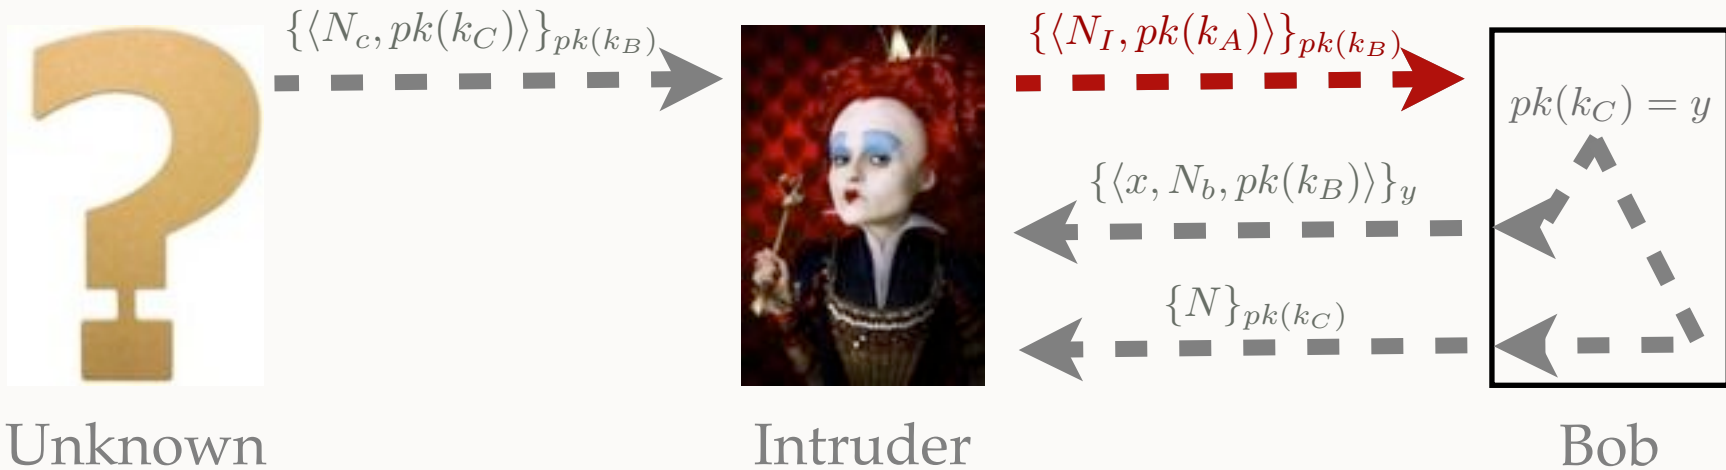 {⟨N_c, pk(k_C)⟩}_{pk(k_B)}
{⟨N_I, pk(k_A)⟩}_{pk(k_B)}
pk(k_C) = y
{⟨x, N_b, pk(k_B)⟩}_y
{N}_{pk(k_C)}
Unknown
Intruder
Bob